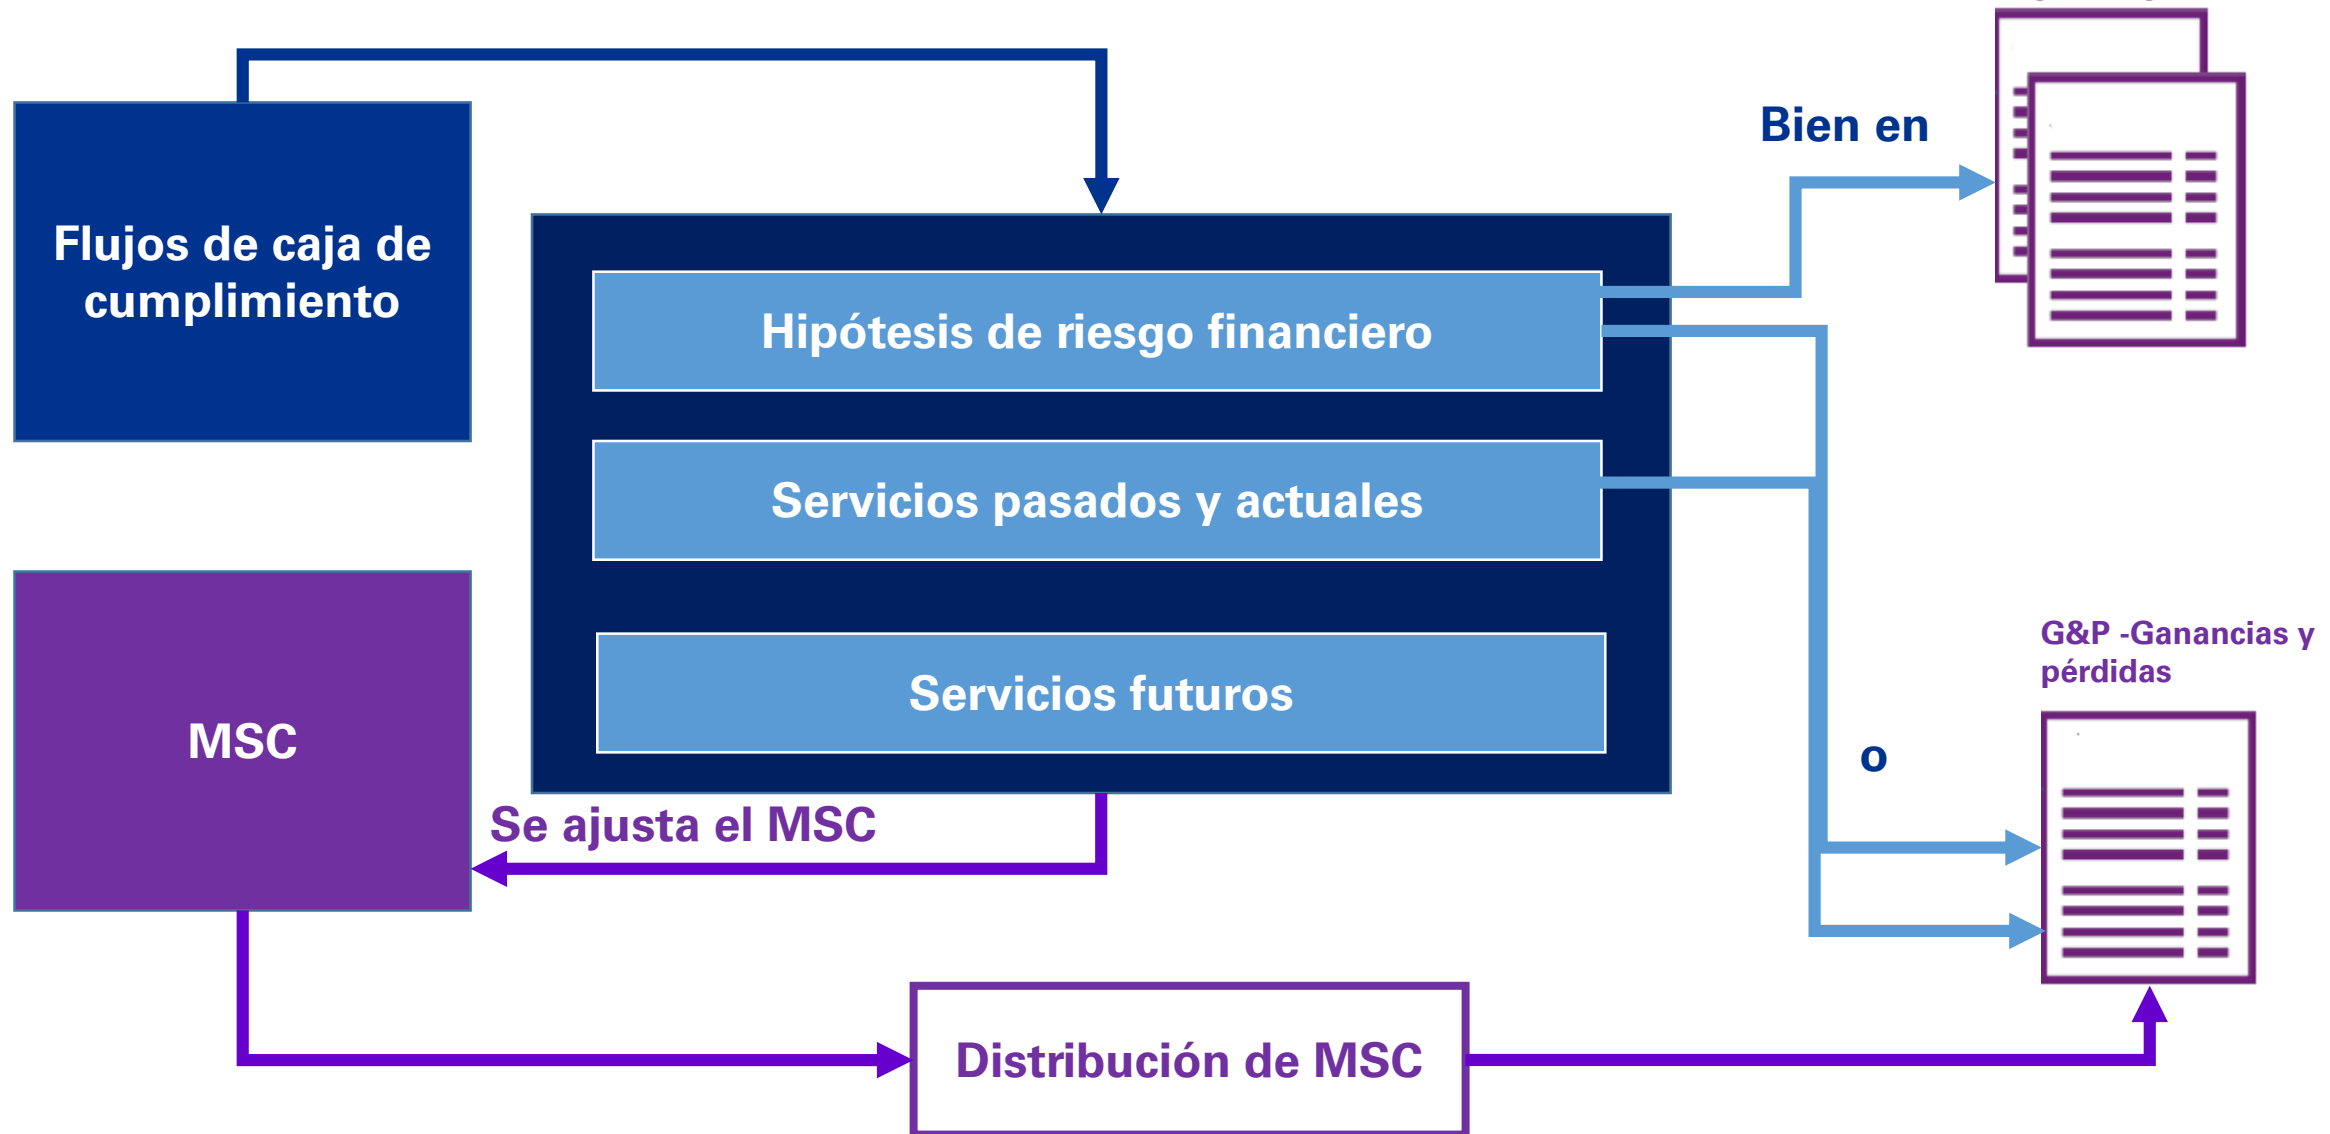 Bien en
Flujos de caja de
cumplimiento
Hipótesis de riesgo financiero
Servicios pasados y actuales
G&P -Ganancias y
pérdidas
Servicios futuros
MSC
o
Se ajusta el MSC
Distribución de MSC